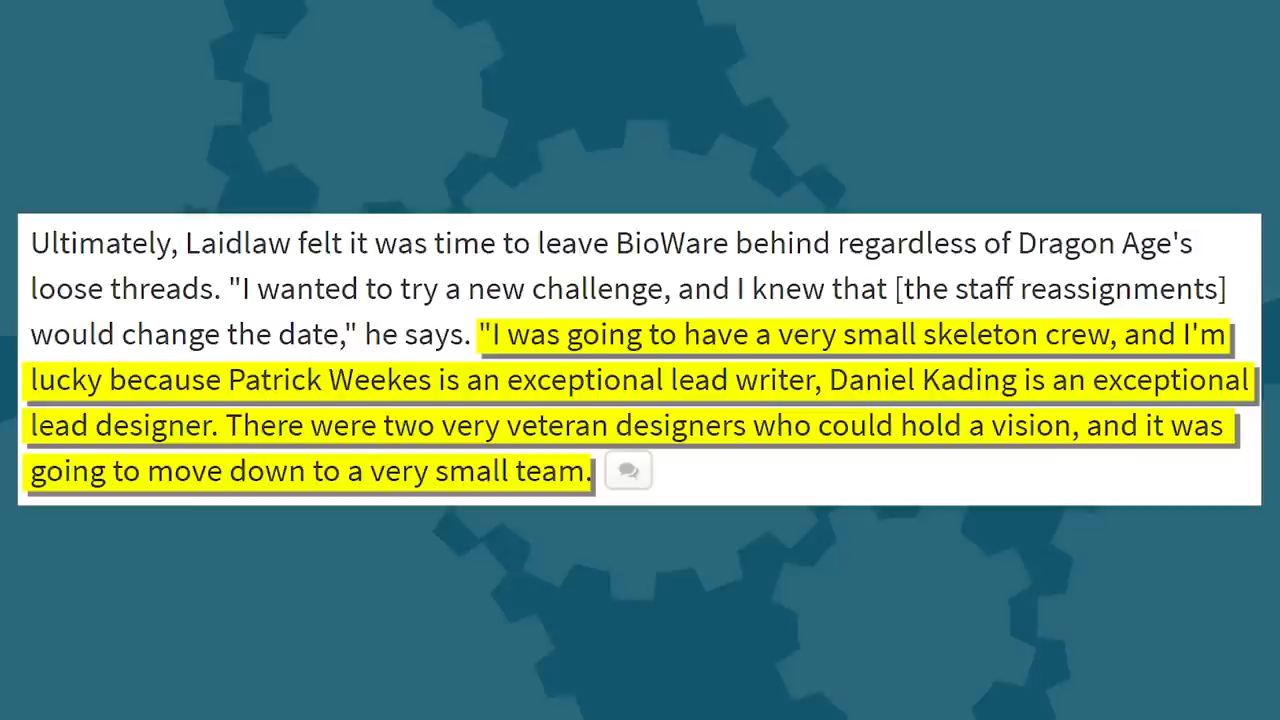 Ultimately, Laidlaw felt it was time to leave BioWare behind regardless of Dragon Age's
loose threads. "I wanted to try a new challenge, and I knew that [the staff reassignments]
would change the date," he says. "I was going to have a very small skeleton crew, and I'm
lucky because Patrick Weekes is an exceptional lead writer, Daniel Kading is an exceptional
lead designer. There were two very veteran designers who could hold a vision, and it was
going to move down to a very small team.